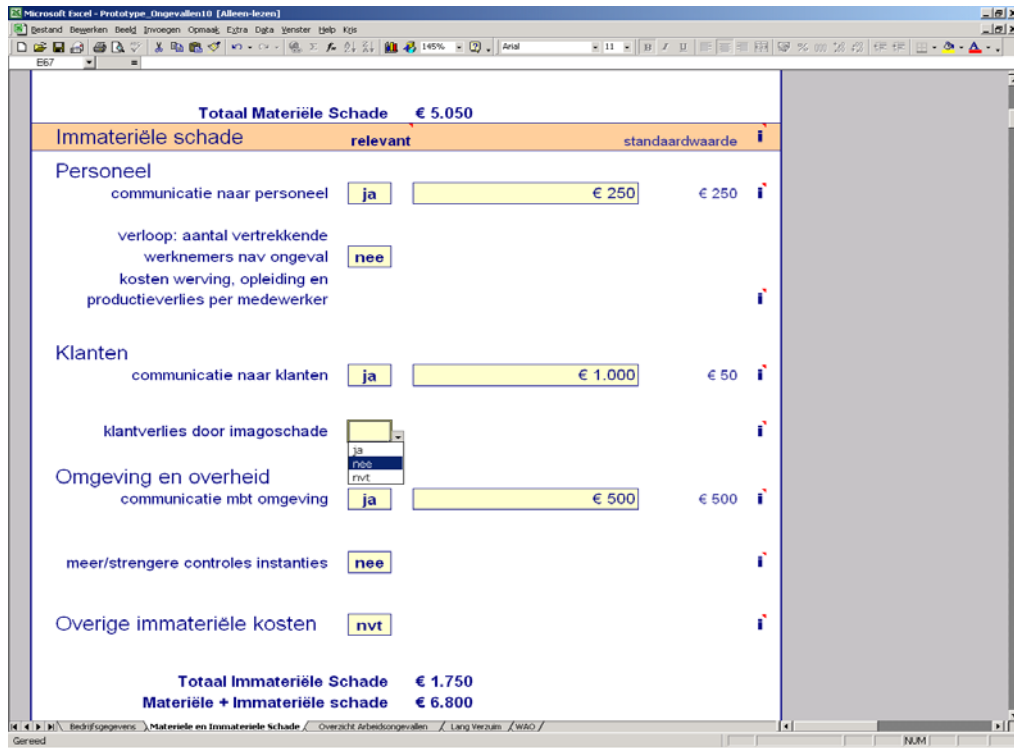 Microsoft Excel - Prototype_Ongevallen10 [Alleen-lezen]
Bestand Bewerken Beeld Invoegen Opmaak Extra Data Venster Help Kris
145% Arial 11 B I U
E67 =
Totaal Materiële Schade € 5.050
Immateriële schade relevant standaardwaarde i
Personeel
communicatie naar personeel ja € 250 € 250 i
verloop: aantal vertrekkende
werknemers nav ongeval nee
kosten werving, opleiding en
productieverlies per medewerker i
Klanten
communicatie naar klanten ja € 1.000 € 50 i
klantverlies door imagoschade i
ja
nee
nvt
Omgeving en overheid
communicatie mbt omgeving ja € 500 € 500 i
meer/strengere controles instanties nee i
Overige immateriële kosten nvt i
Totaal Immateriële Schade € 1.750
Materiële + Immateriële schade € 6.800
Bedrijfsgegevens Materiele en Immateriele Schade Overzicht Arbeidsongevallen Lang Verzuim WAO
Gereed NUM